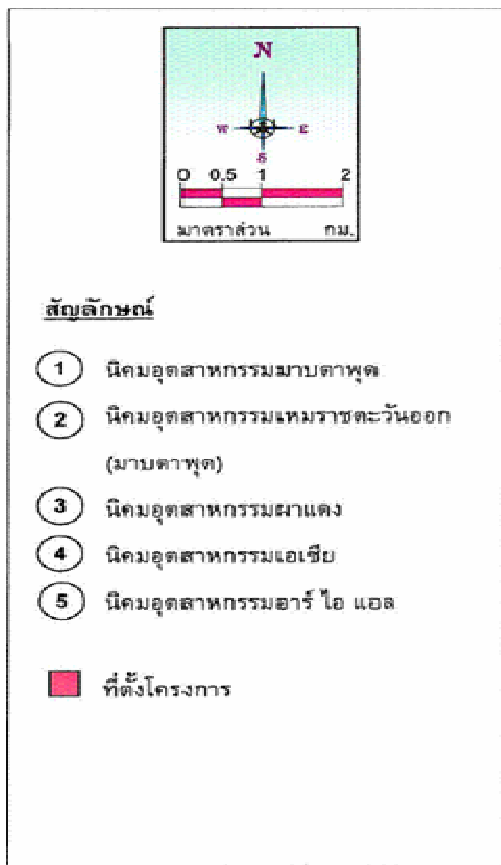 N
W E
S
0 0.5 1 2
มาตราส่วน กม.
สัญลักษณ์
1 นิคมอุตสาหกรรมมาบตาพุด
2 นิคมอุตสาหกรรมเหมราชตะวันออก
(มาบตาพุด)
3 นิคมอุตสาหกรรมผาแดง
4 นิคมอุตสาหกรรมเอเซีย
5 นิคมอุตสาหกรรมอาร์ ไอ แอล
ที่ตั้งโครงการ